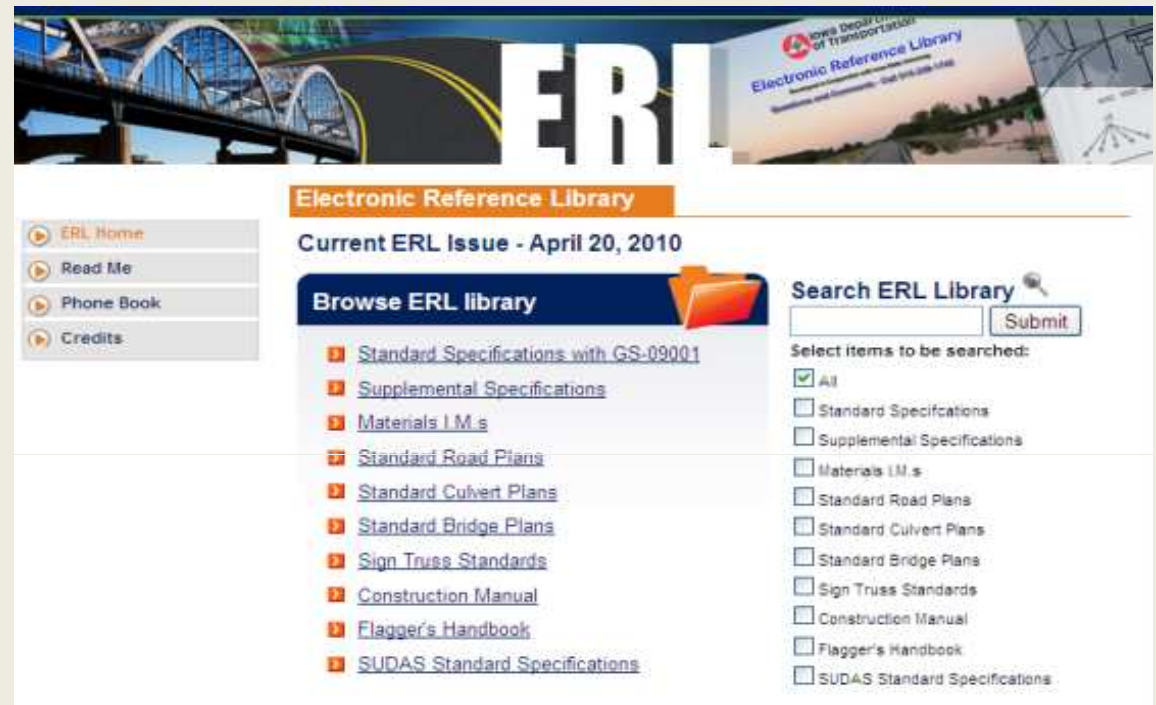 ERL
Iowa Department
of Transportation
Electronic Reference Library
Electronic Reference Library
ERL Home
Read Me
Phone Book
Credits
Current ERL Issue - April 20, 2010
Browse ERL library
Standard Specifications with GS-09001
Supplemental Specifications
Materials I.M.s
Standard Road Plans
Standard Culvert Plans
Standard Bridge Plans
Sign Truss Standards
Construction Manual
Flagger's Handbook
SUDAS Standard Specifications
Search ERL Library
Submit
Select items to be searched:
All
Standard Specifcations
Supplemental Specifications
Materials I.M.s
Standard Road Plans
Standard Culvert Plans
Standard Bridge Plans
Sign Truss Standards
Construction Manual
Flagger's Handbook
SUDAS Standard Specifications